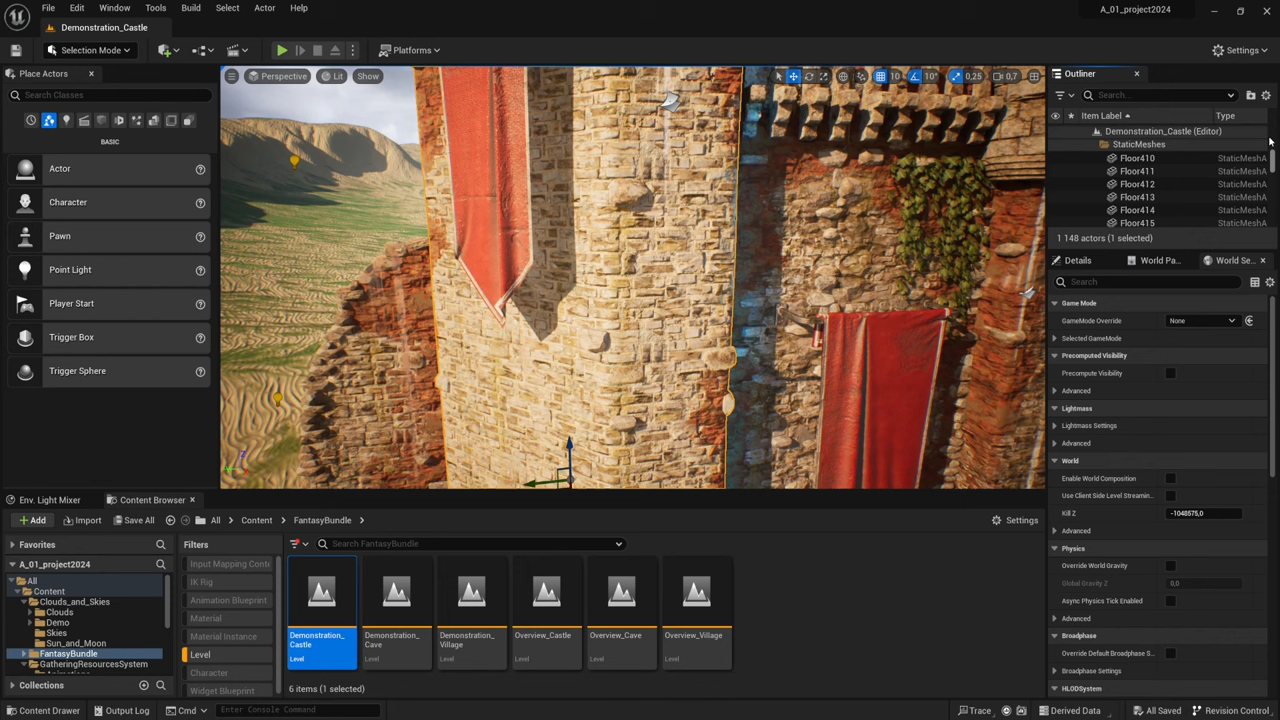 File Edit Window Tools Build Select Actor Help
A_01_project2024
Demonstration_Castle
Selection Mode
Platforms
Settings
Place Actors
Search Classes
BASIC
Actor
Character
Pawn
Point Light
Player Start
Trigger Box
Trigger Sphere
Perspective Lit Show
10 10° 0,25 0,7
Outliner
Search...
Item Label Type
Demonstration_Castle (Editor)
StaticMeshes
Floor410 StaticMeshA
Floor411 StaticMeshA
Floor412 StaticMeshA
Floor413 StaticMeshA
Floor414 StaticMeshA
Floor415 StaticMeshA
1 148 actors (1 selected)
Details World Pa... World Se...
Search
Game Mode
GameMode Override None
Selected GameMode
Precomputed Visibility
Precompute Visibility
Advanced
Lightmass
Lightmass Settings
Advanced
World
Enable World Composition
Use Client Side Level Streamin...
Kill Z -1048575,0
Advanced
Physics
Override World Gravity
Global Gravity Z 0,0
Async Physics Tick Enabled
Advanced
Broadphase
Override Default Broadphase S...
Broadphase Settings
HLODSystem
Env. Light Mixer Content Browser
Add Import Save All All Content FantasyBundle Settings
Favorites
A_01_project2024
All
Content
Clouds_and_Skies
Clouds
Demo
Skies
Sun_and_Moon
FantasyBundle
GatheringResourcesSystem
Collections
Filters
Input Mapping Conte
IK Rig
Animation Blueprint
Material
Material Instance
Level
Character
Widget Blueprint
Search FantasyBundle
Demonstration_
Castle
Level
Demonstration_
Cave
Level
Demonstration_
Village
Level
Overview_Castle
Level
Overview_Cave
Level
Overview_Village
Level
6 items (1 selected)
Content Drawer Output Log Cmd Enter Console Command Trace Derived Data All Saved Revision Control